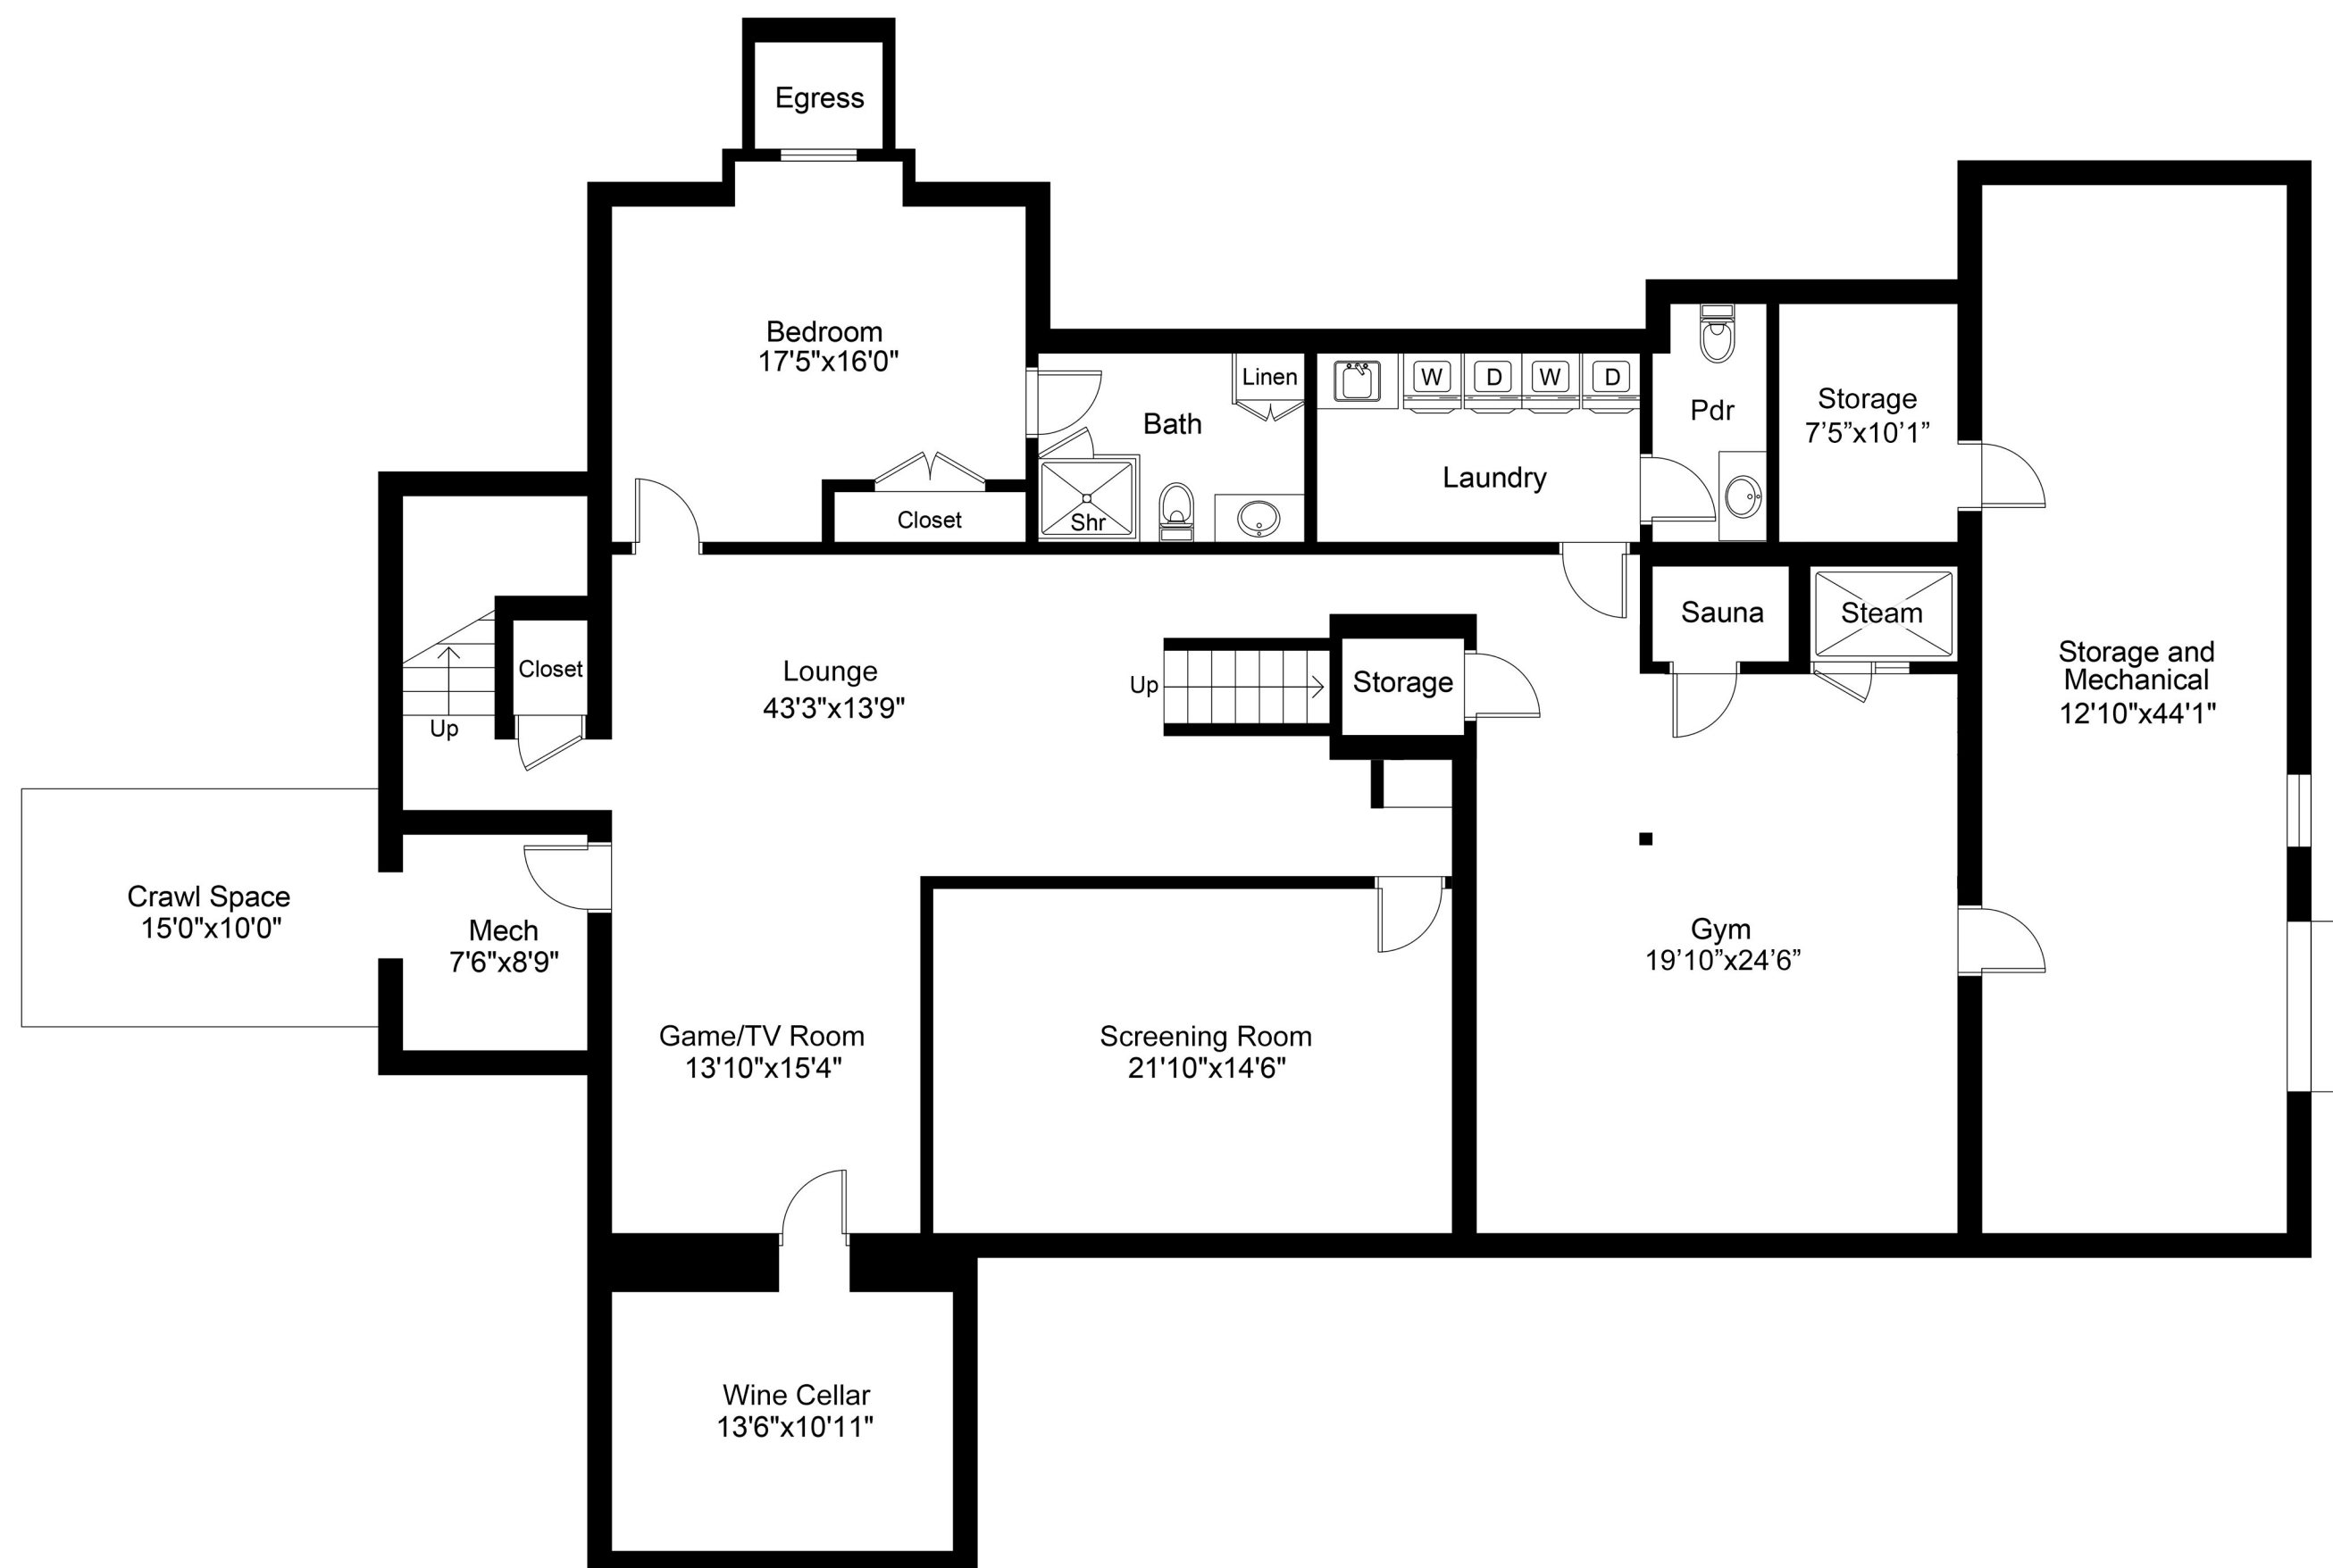 Egress
Bedroom
17'5"x16'0"
Closet
Bath
Linen
Shr
W
D
W
D
Laundry
Pdr
Storage
7’5”x10’1”
Closet
Up
Lounge
43'3"x13'9"
Up
Storage
Sauna
Steam
Storage and
Mechanical
12'10"x44'1"
Crawl Space
15'0"x10'0"
Mech
7'6"x8'9"
Game/TV Room
13'10"x15'4"
Screening Room
21'10"x14'6"
Gym
19’10”x24’6”
Wine Cellar
13'6"x10'11"